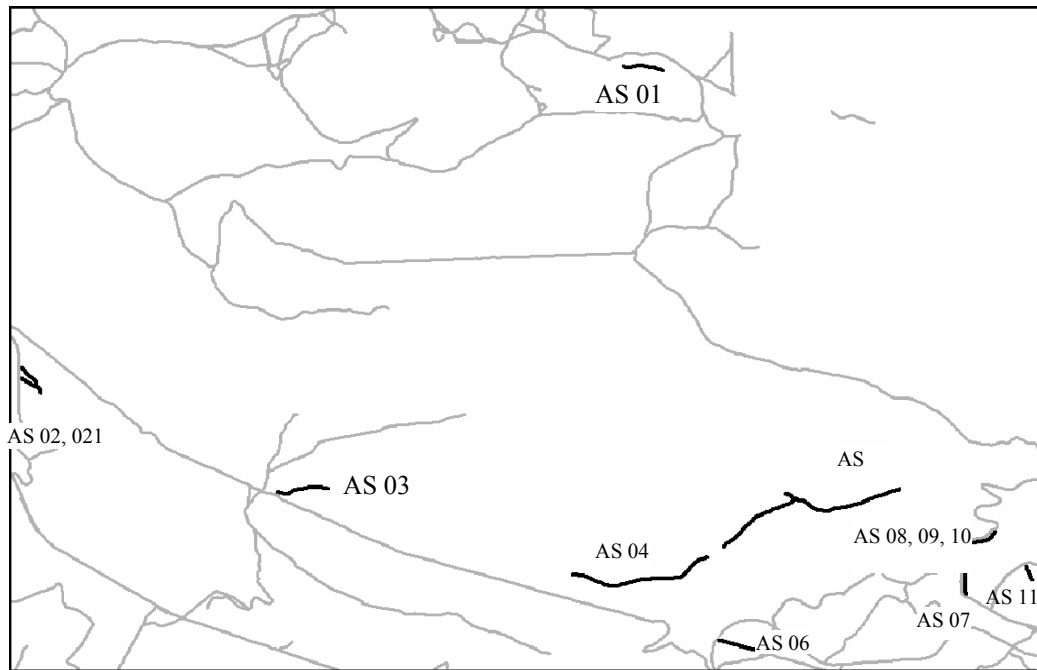 AS 01
AS 02, 021
AS 03
AS
AS 04
AS 08, 09, 10
AS 11
AS 07
AS 06